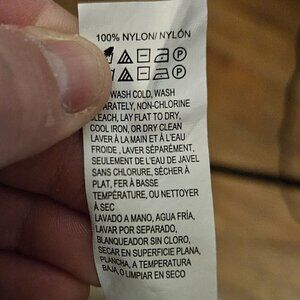 100% NYLON/ NYLÓN
WASH COLD, WASH
ARATELY, NON-CHLORINE
LEACH, LAY FLAT TO DRY,
COOL IRON, OR DRY CLEAN
LAVER À LA MAIN ET À L'EAU
FROIDE , LAVER SÉPARÉMENT,
SEULEMENT DE L'EAU DE JAVEL
SANS CHLORURE, SÉCHER À
PLAT, FER À BASSE
TEMPÉRATURE, OU NETTOYER
À SEC
LAVADO A MANO, AGUA FRÍA,
LAVAR POR SEPARADO,
BLANQUEADOR SIN CLORO,
SECAR EN SUPERFICIE PLANA,
PLANCHA, A TEMPERATURA
BAJA, O LIMPIAR EN SECO